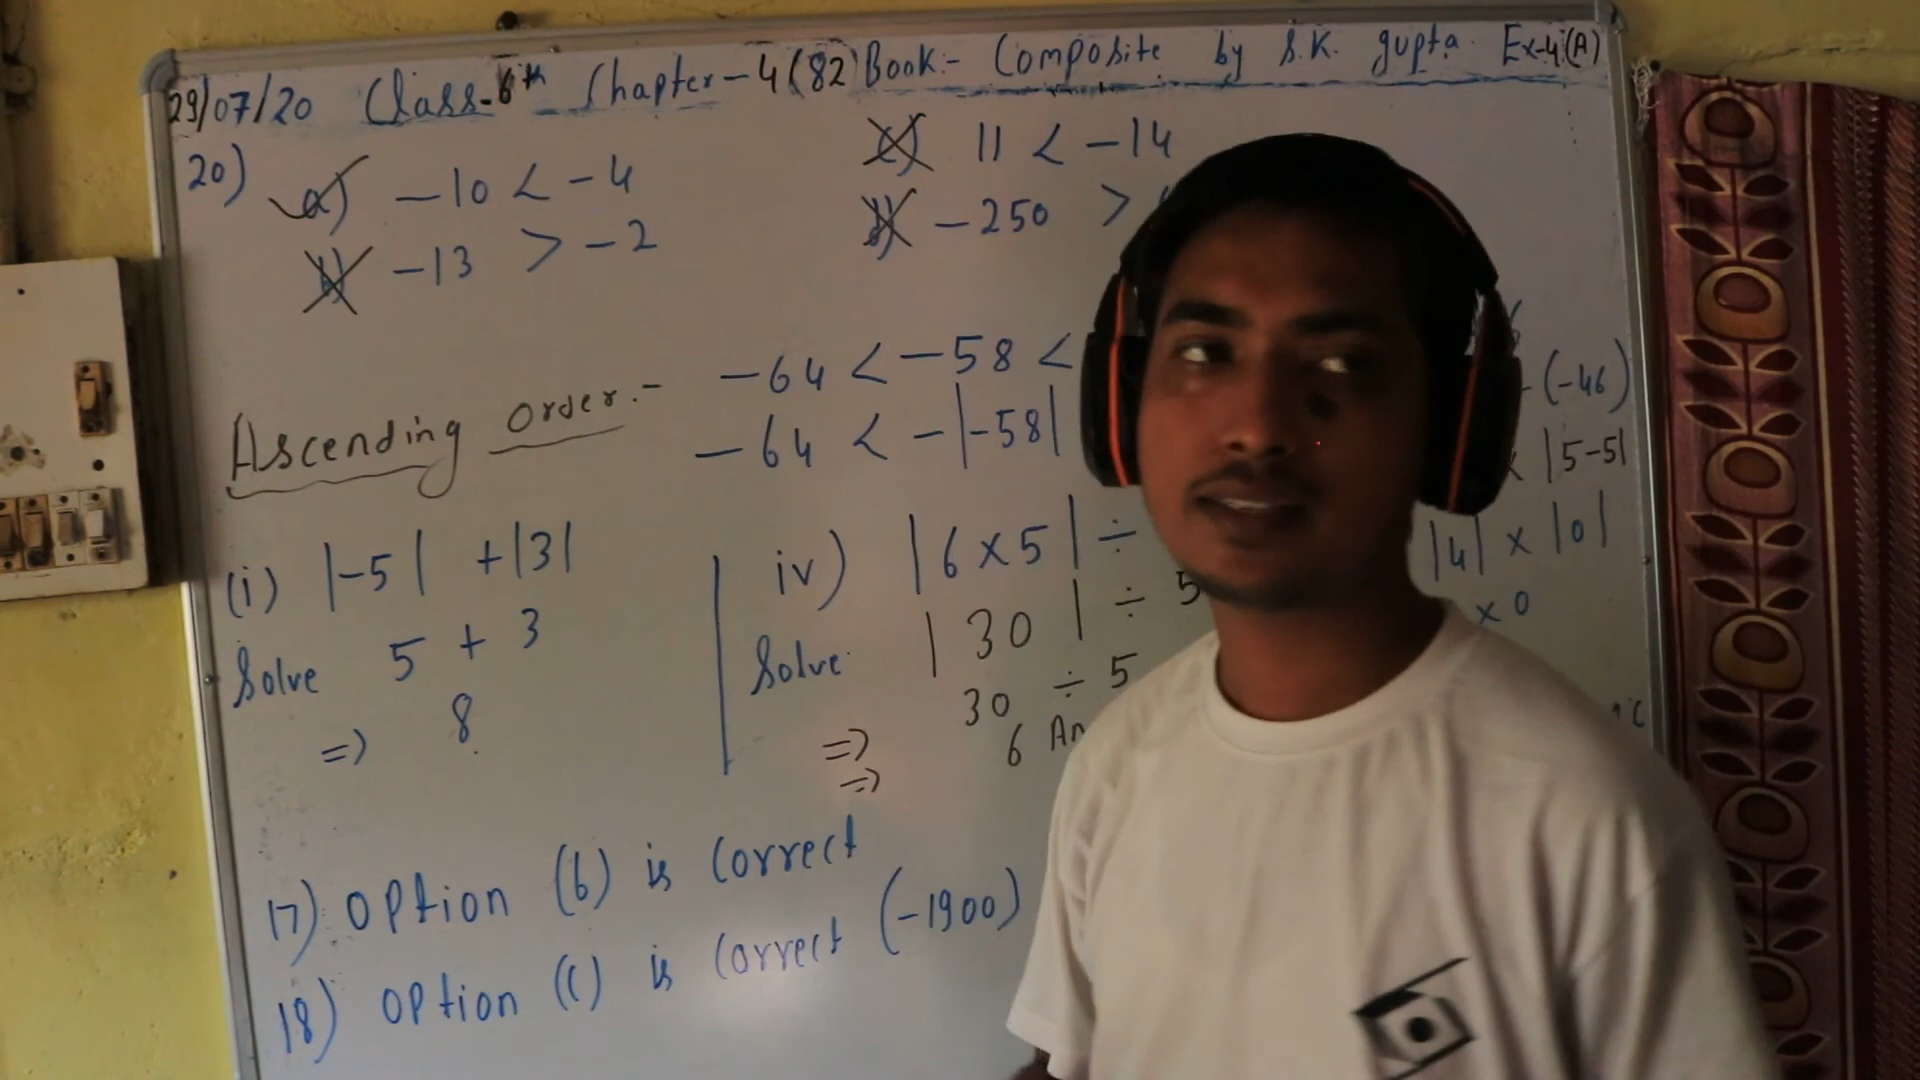 29/07/20 Class-6th Chapter-4(82) Book:- Composite by S.K. gupta. Ex-4(A)
20) a) -10 < -4
b) -13 > -2
c) 11 < -14
-250 >
Ascending order:-
-64 < -58 <
-64 < -|-58|
(-46)
|5-5|
(i) |-5| + |3|
Solve 5 + 3
=) 8
iv) |6×5| ÷
Solve |30| ÷ 5
30 ÷ 5
=) 6
=)
|4| × |0|
× 0
17) option (b) is correct
18) option (c) is correct (-1900)